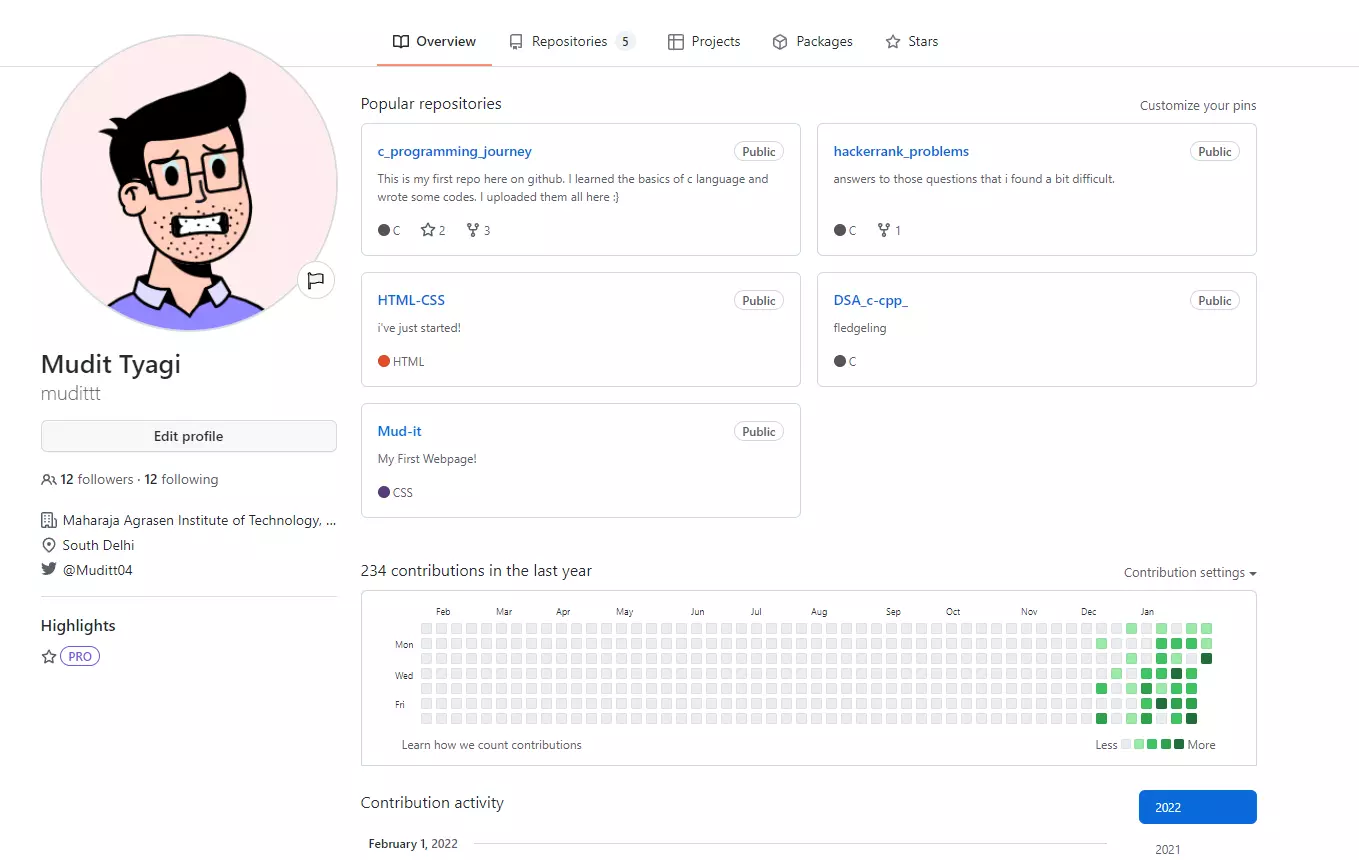 Overview Repositories 5 Projects Packages Stars
Mudit Tyagi
mudittt
Edit profile
12 followers · 12 following
Maharaja Agrasen Institute of Technology, ...
South Delhi
@Muditt04
Highlights
PRO
Popular repositories
Customize your pins
c_programming_journey Public
This is my first repo here on github. I learned the basics of c language and
wrote some codes. I uploaded them all here :}
C 2 3
hackerrank_problems Public
answers to those questions that i found a bit difficult.
C 1
HTML-CSS Public
i've just started!
HTML
DSA_c-cpp_ Public
fledgeling
C
Mud-it Public
My First Webpage!
CSS
234 contributions in the last year
Contribution settings
Feb Mar Apr May Jun Jul Aug Sep Oct Nov Dec Jan
Mon
Wed
Fri
Learn how we count contributions
Less More
Contribution activity
2022
February 1, 2022
2021